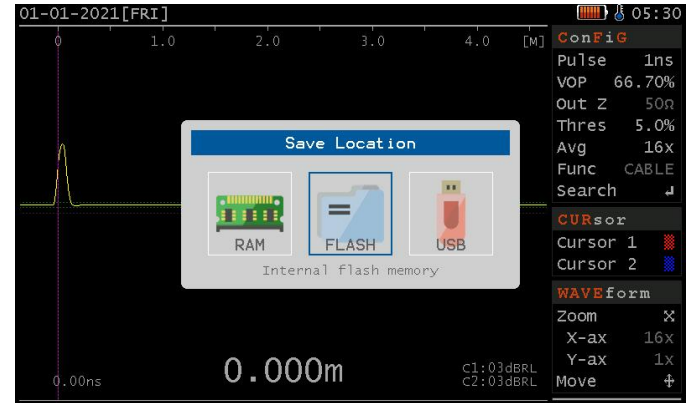 01-01-2021[FRI]
05:30
0 1.0 2.0 3.0 4.0 [M]
ConFiG
Pulse 1ns
VOP 66.70%
Out Z 50Ω
Thres 5.0%
Avg 16x
Func CABLE
Search
CURsor
Cursor 1
Cursor 2
WAVEform
Zoom
X-ax 16x
Y-ax 1x
Move
Save Location
RAM FLASH USB
Internal flash memory
0.00ns
0.000m
C1:03dBRL
C2:03dBRL